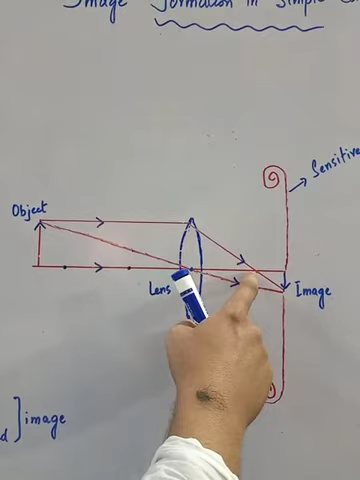 Image Formation in Simple
Sensitive
Object
Lens
Image
image